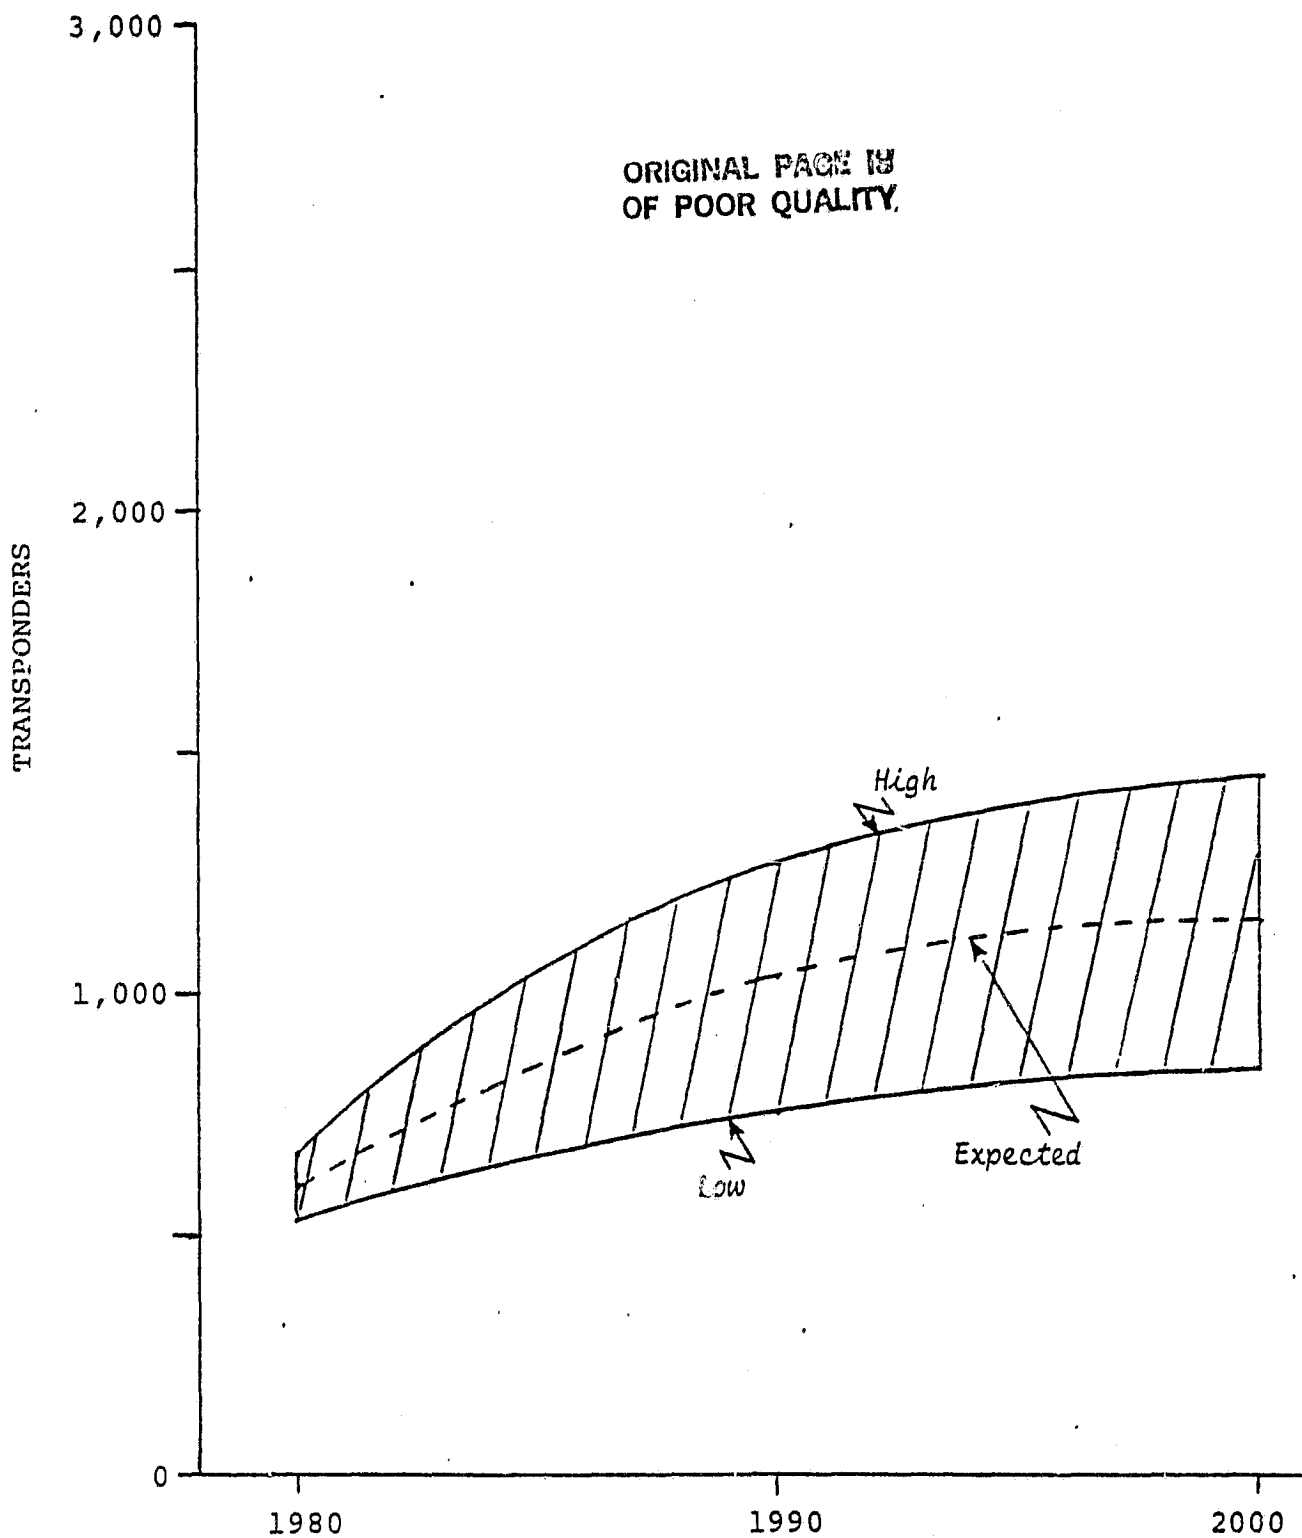 3,000
ORIGINAL PAGE IS
OF POOR QUALITY
2,000
TRANSPONDERS
High
1,000
Expected
Low
0
1980 1990 2000